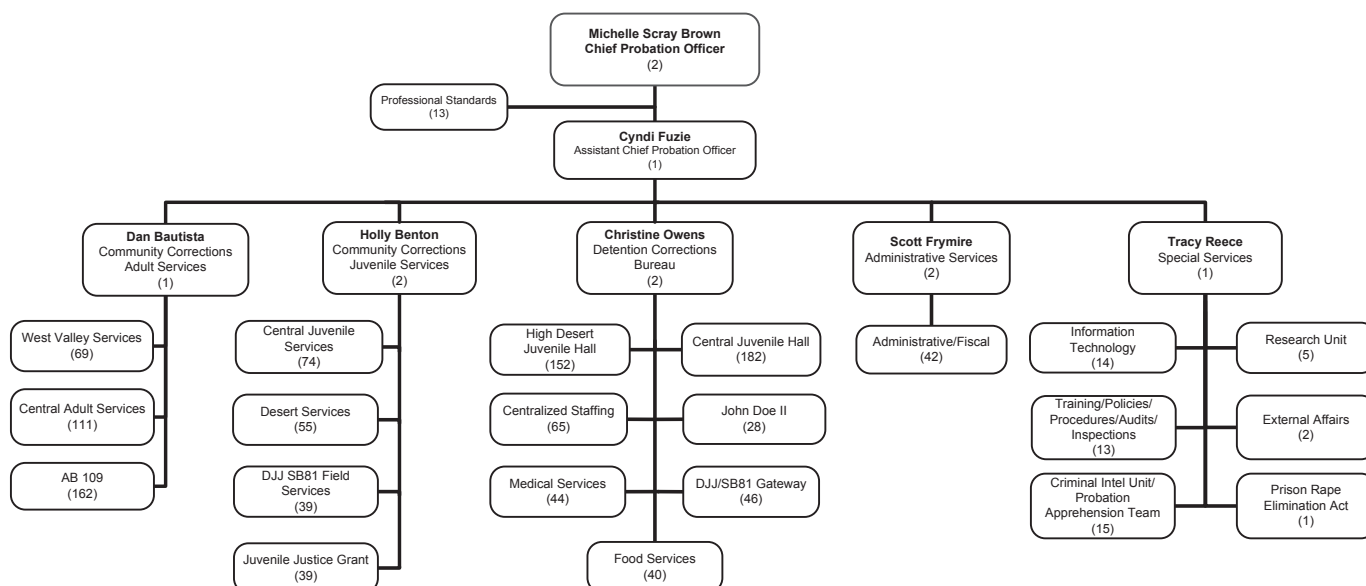 Michelle Scray Brown
Chief Probation Officer
(2)
Professional Standards
(13)
Cyndi Fuzie
Assistant Chief Probation Officer
(1)
Dan Bautista
Community Corrections
Adult Services
(1)
Holly Benton
Community Corrections
Juvenile Services
(2)
Christine Owens
Detention Corrections
Bureau
(2)
Scott Frymire
Administrative Services
(2)
Tracy Reece
Special Services
(1)
West Valley Services
(69)
Central Adult Services
(111)
AB 109
(162)
Central Juvenile
Services
(74)
Desert Services
(55)
DJJ SB81 Field
Services
(39)
Juvenile Justice Grant
(39)
High Desert
Juvenile Hall
(152)
Central Juvenile Hall
(182)
Centralized Staffing
(65)
John Doe II
(28)
Medical Services
(44)
DJJ/SB81 Gateway
(46)
Food Services
(40)
Administrative/Fiscal
(42)
Information
Technology
(14)
Research Unit
(5)
Training/Policies/
Procedures/Audits/
Inspections
(13)
External Affairs
(2)
Criminal Intel Unit/
Probation
Apprehension Team
(15)
Prison Rape
Elimination Act
(1)